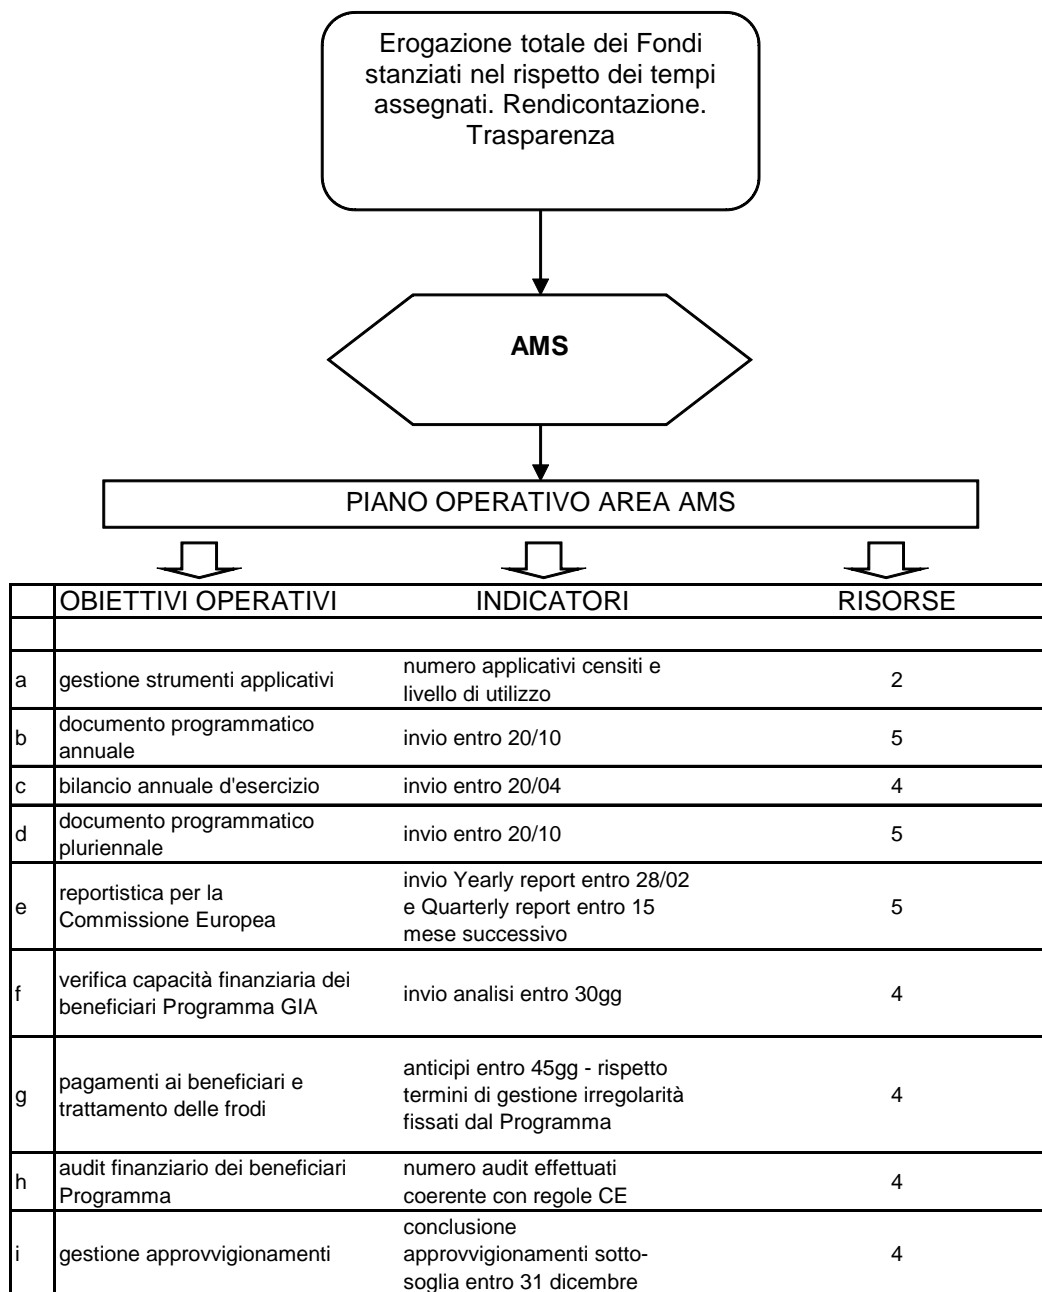 Erogazione totale dei Fondi
stanziati nel rispetto dei tempi
assegnati. Rendicontazione.
Trasparenza
AMS
PIANO OPERATIVO AREA AMS
OBIETTIVI OPERATIVI INDICATORI RISORSE
a gestione strumenti applicativi numero applicativi censiti e
livello di utilizzo 2
b documento programmatico
annuale invio entro 20/10 5
c bilancio annuale d'esercizio invio entro 20/04 4
d documento programmatico
pluriennale invio entro 20/10 5
e reportistica per la
Commissione Europea invio Yearly report entro 28/02
e Quarterly report entro 15
mese successivo 5
f verifica capacità finanziaria dei
beneficiari Programma GIA invio analisi entro 30gg 4
g pagamenti ai beneficiari e
trattamento delle frodi anticipi entro 45gg - rispetto
termini di gestione irregolarità
fissati dal Programma 4
h audit finanziario dei beneficiari
Programma numero audit effettuati
coerente con regole CE 4
i gestione approvvigionamenti conclusione
approvvigionamenti sotto-
soglia entro 31 dicembre 4